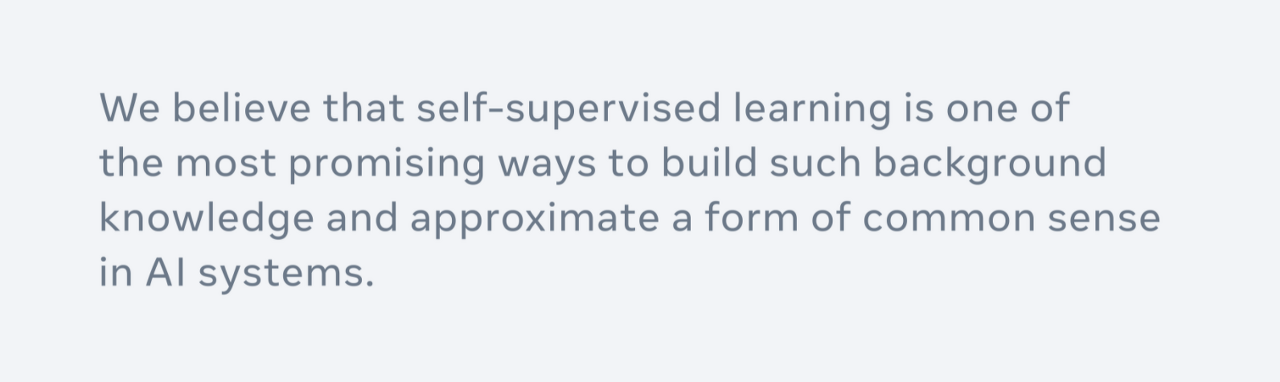 We believe that self-supervised learning is one of
the most promising ways to build such background
knowledge and approximate a form of common sense
in AI systems.